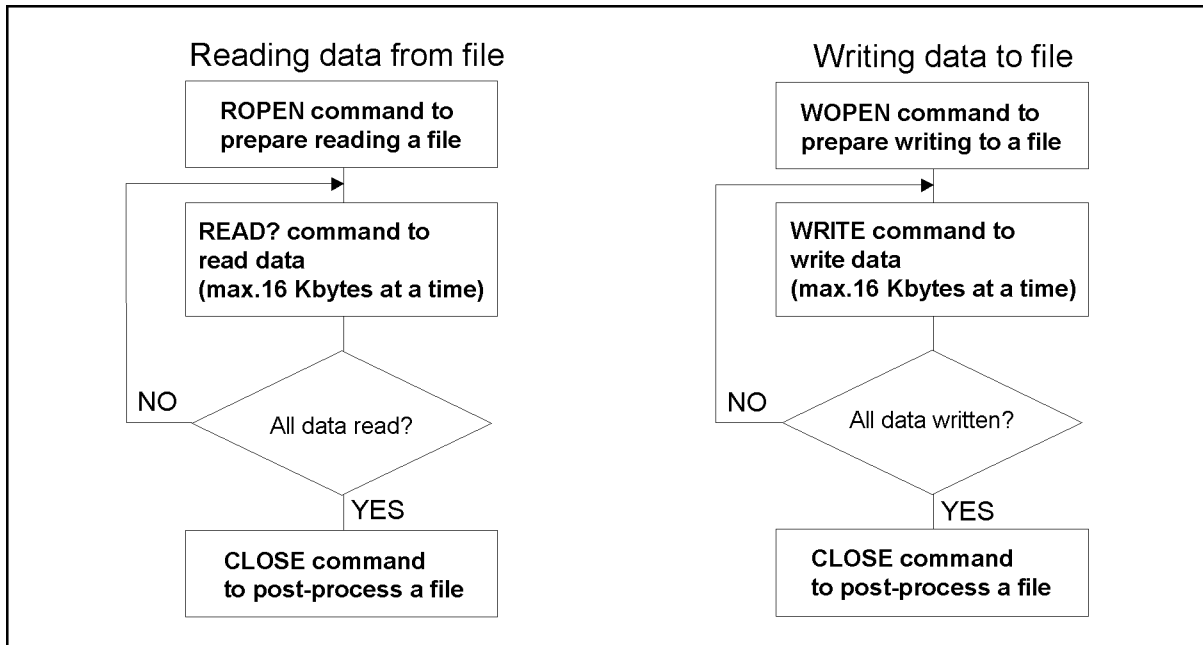 Reading data from file
ROPEN command to
prepare reading a file
READ? command to
read data
(max.16 Kbytes at a time)
NO
All data read?
YES
CLOSE command
to post-process a file
Writing data to file
WOPEN command to
prepare writing to a file
WRITE command to
write data
(max.16 Kbytes at a time)
NO
All data written?
YES
CLOSE command
to post-process a file